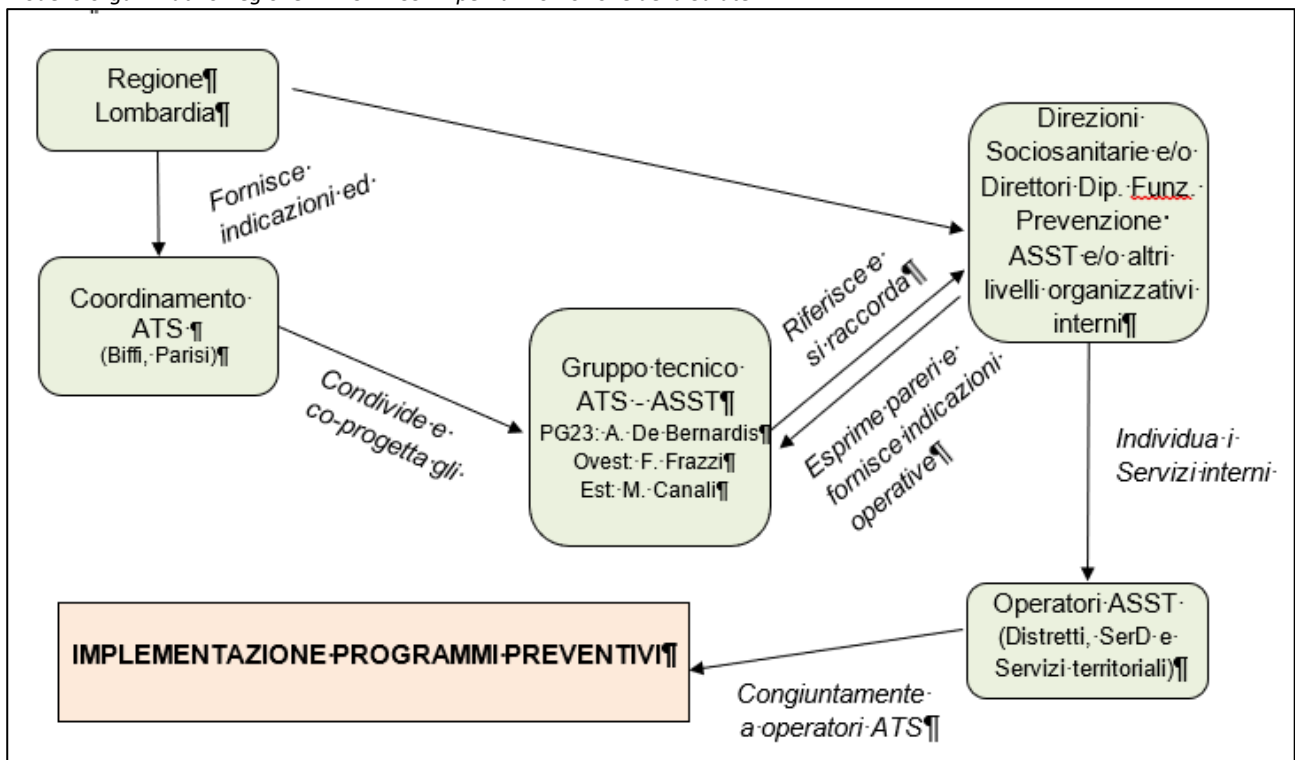 Regione¶
Lombardia¶
Fornisce·
indicazioni·ed·
Coordinamento·
ATS·¶
(Biffi,·Parisi)¶
Condivide·e·
co-progetta·gli·
Gruppo·tecnico·
ATS·-·ASST¶
PG23:·A.·De·Bernardis¶
Ovest:·F.·Frazzi¶
Est:·M.·Canali¶
Riferisce·e·
si·raccorda¶
Esprime·pareri·e·
fornisce·indicazioni·
operative¶
Direzioni·
Sociosanitarie·e/o·
Direttori·Dip.·Funz.·
Prevenzione·
ASST·e/o·altri·
livelli·organizzativi·
interni¶
Individua·i·
Servizi·interni·
Operatori·ASST·
(Distretti,·SerD·e·
Servizi·territoriali)¶
Congiuntamente·
a·operatori·ATS¶
IMPLEMENTAZIONE·PROGRAMMI·PREVENTIVI¶